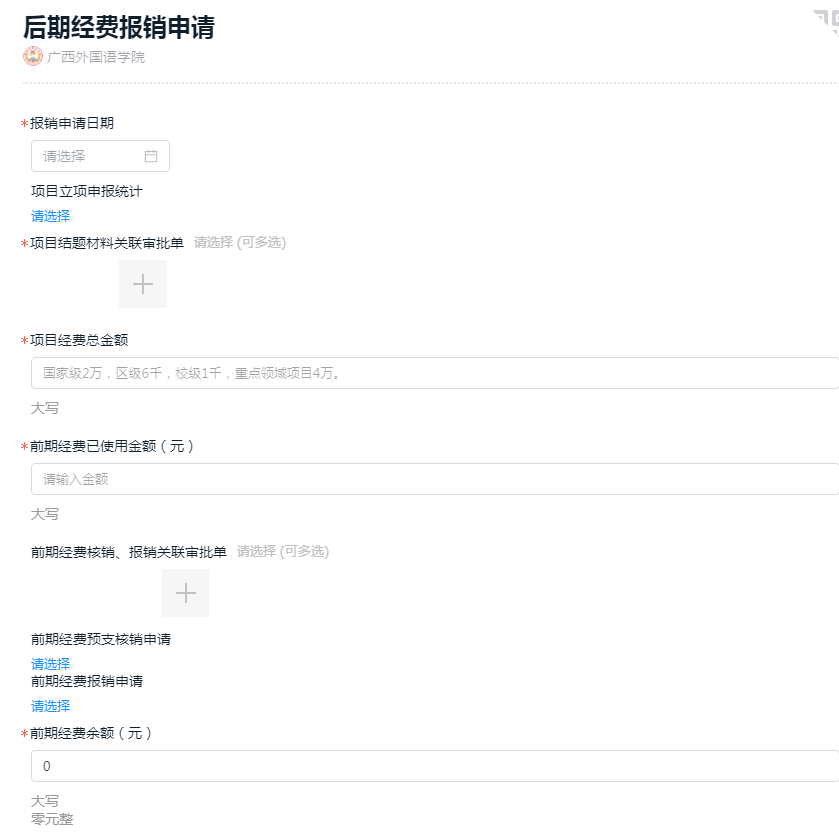 后期经费报销申请
广西外国语学院
*报销申请日期
请选择
项目立项申报统计
请选择
*项目结题材料关联审批单 请选择 (可多选)
*项目经费总金额
国家级2万，区级6千，校级1千，重点领域项目4万。
大写
*前期经费已使用金额（元）
请输入金额
大写
前期经费核销、报销关联审批单 请选择 (可多选)
前期经费预支核销申请
请选择
前期经费报销申请
请选择
*前期经费余额（元）
0
大写
零元整